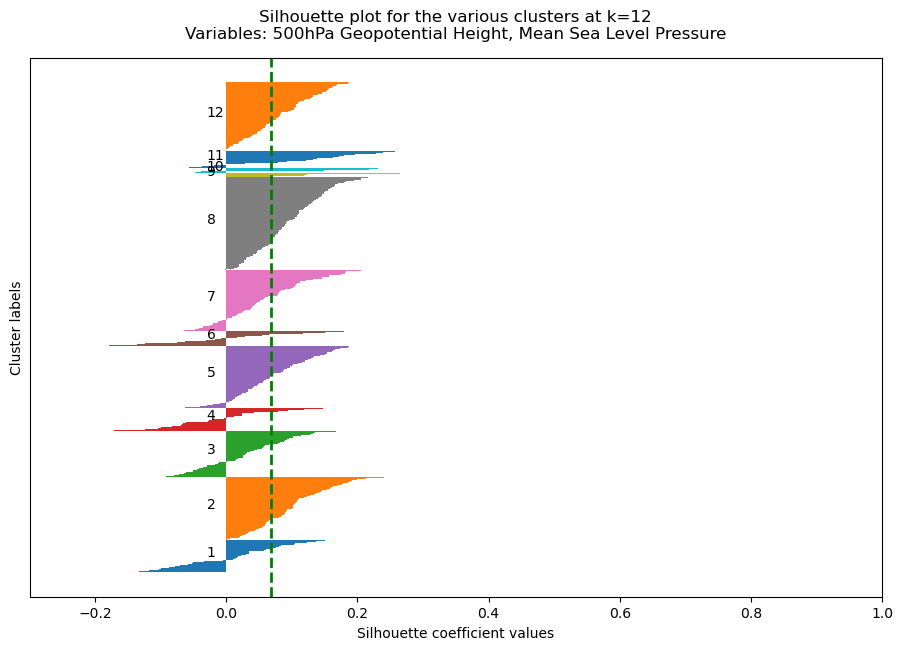 Silhouette plot for the various clusters at k=12
Variables: 500hPa Geopotential Height, Mean Sea Level Pressure
Cluster labels
12
11
10
9
8
7
6
5
4
3
2
1
−0.2 0.0 0.2 0.4 0.6 0.8 1.0
Silhouette coefficient values